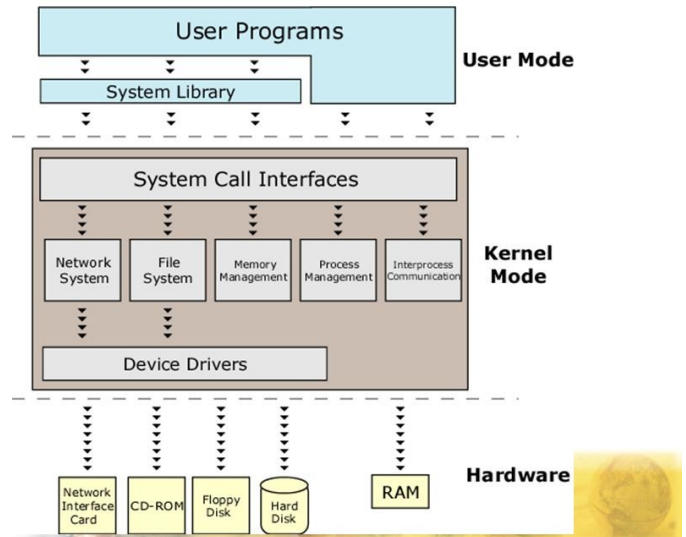 User Programs
User Mode
System Library
System Call Interfaces
Network
System
File
System
Memory
Management
Process
Management
Interprocess
Communication
Kernel
Mode
Device Drivers
Hardware
Network
Interface
Card
CD-ROM
Floppy
Disk
Hard
Disk
RAM